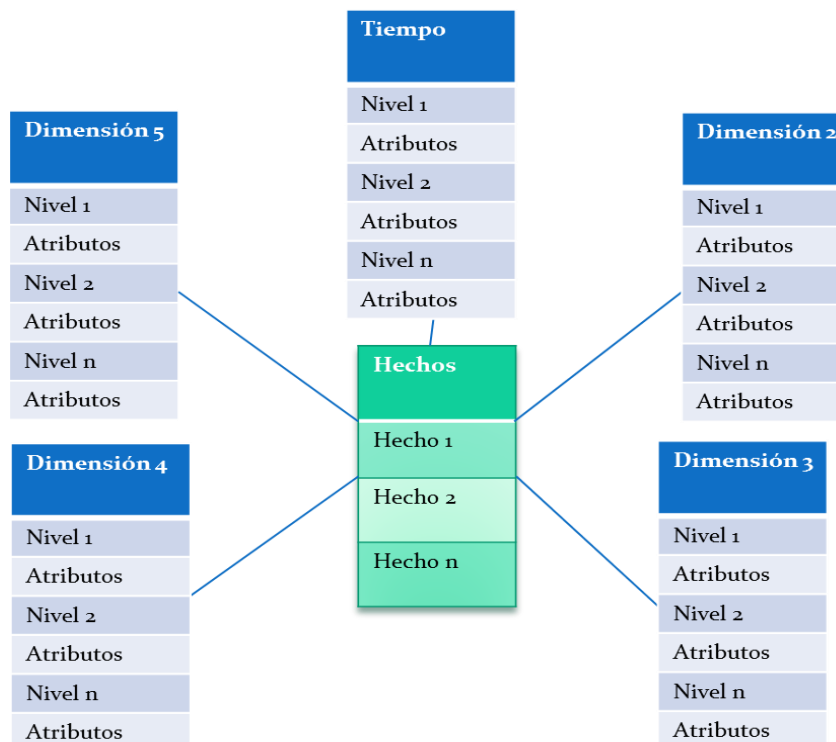 Tiempo
Nivel 1
Atributos
Nivel 2
Atributos
Nivel n
Atributos
Dimensión 5
Nivel 1
Atributos
Nivel 2
Atributos
Nivel n
Atributos
Dimensión 2
Nivel 1
Atributos
Nivel 2
Atributos
Nivel n
Atributos
Hechos
Hecho 1
Hecho 2
Hecho n
Dimensión 4
Nivel 1
Atributos
Nivel 2
Atributos
Nivel n
Atributos
Dimensión 3
Nivel 1
Atributos
Nivel 2
Atributos
Nivel n
Atributos